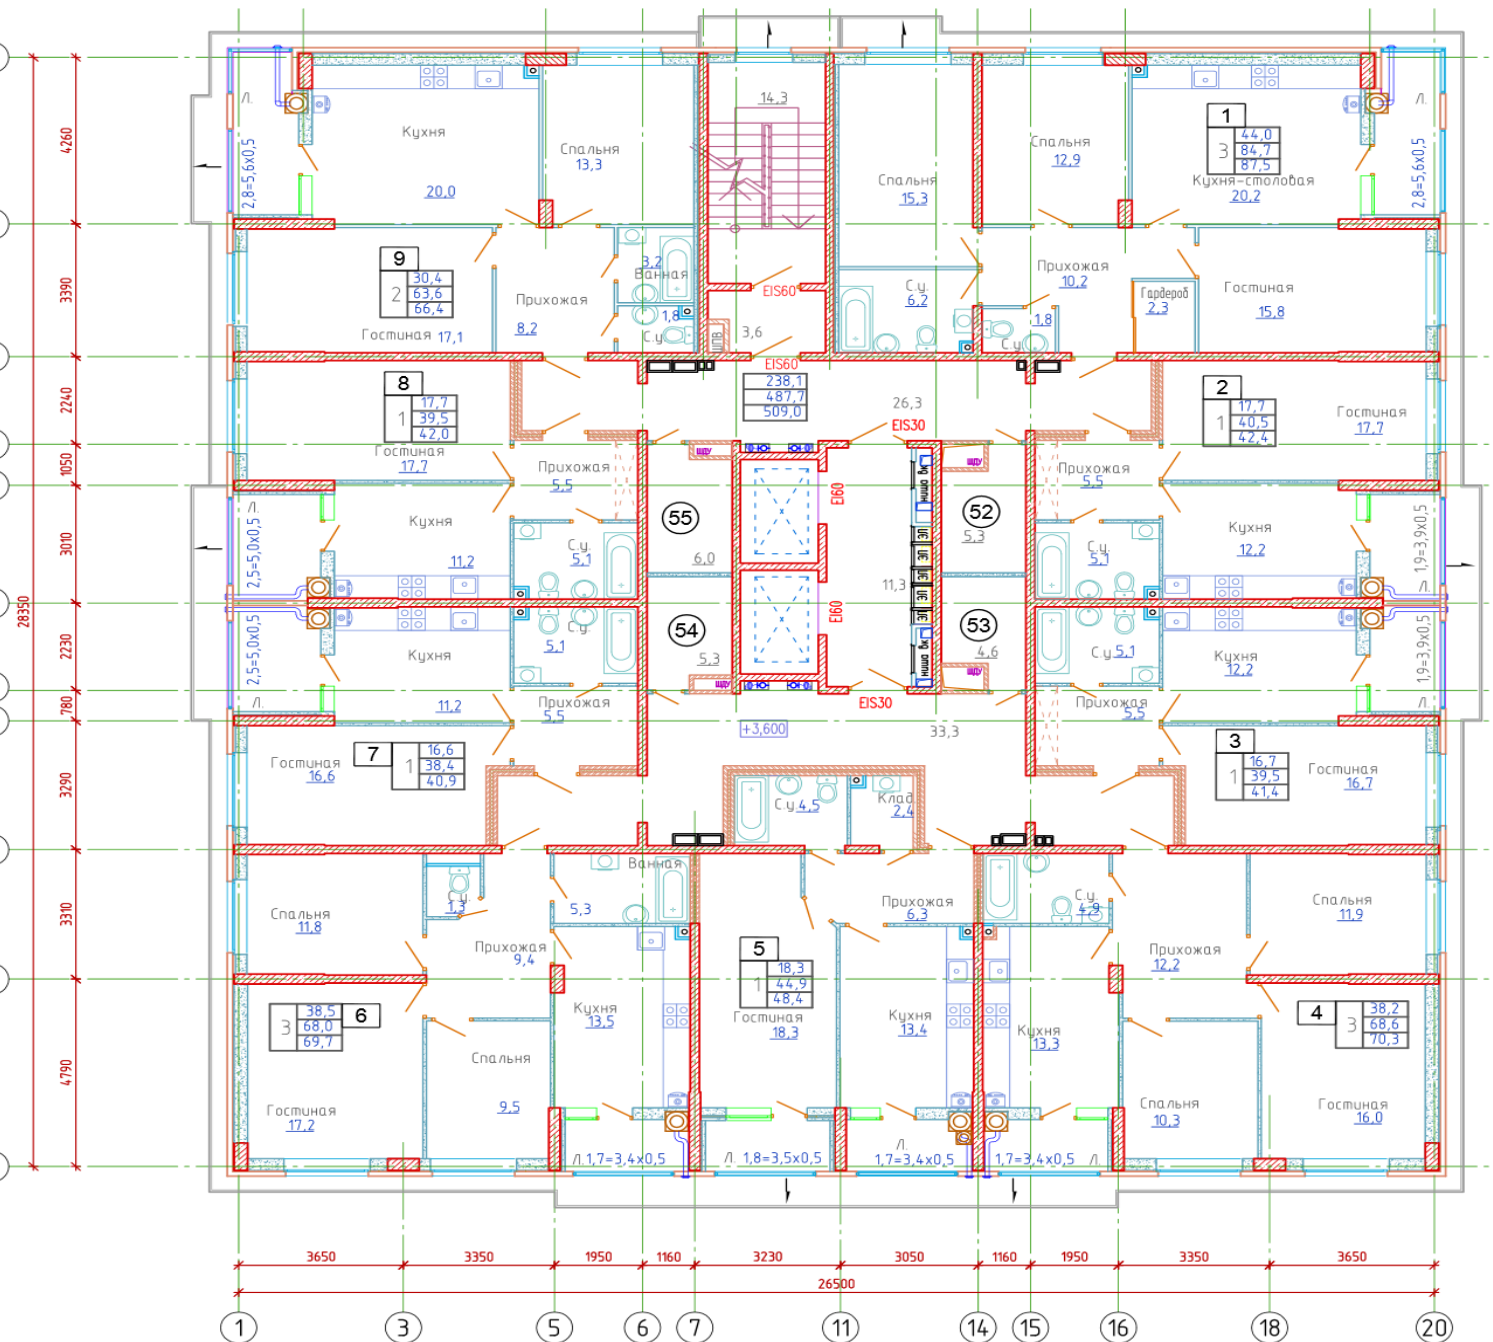 14,3
Л.
Кухня
20,0
Спальня
13,3
2,8=5,6х0,5
4260
Спальня
15,3
Спальня
12,9
1
3
44,0
84,7
87,5
Кухня-столовая
20,2
Л.
2,8=5,6х0,5
9
2
30,4
63,6
66,4
Гостиная 17,1
Прихожая
8,2
3,2
Ванная
1,8
С.у
3390
EIS60
3,6
ШПВ
EIS60
С.у.
6,2
Прихожая
10,2
1,8
С.у
Гардероб
2,3
Гостиная
15,8
8
1
17,7
39,5
42,0
Гостиная
17,7
2240
238,1
487,7
509,0
26,3
EIS30
2
1
17,7
40,5
42,4
Гостиная
17,7
1050
Прихожая
5,5
ШДУ
ШДУ
Прихожая
5,5
Л.
2,5=5,0х0,5
Кухня
11,2
С.у.
5,1
3010
55
6,0
EI60
52
5,3
С.у.
5,1
Кухня
12,2
1,9=3,9х0,5
28350
11,3
ЭЛ
ЭЛ
ЭЛ
ЭЛ
ЭЛ
2230
2,5=5,0х0,5
Л.
Кухня
11,2
С.у.
5,1
54
5,3
EI60
53
4,6
С.у. 5,1
Кухня
12,2
1,9=3,9х0,5
Л.
780
Прихожая
5,5
ШДУ
ШДУ
EIS30
Прихожая
5,5
+3,600
33,3
3290
Гостиная
16,6
7
1
16,6
38,4
40,9
С.у. 4,5
Клад
2,4
3
1
16,7
39,5
41,4
Гостиная
16,7
3310
Спальня
11,8
С.у.
1,3
Ванная
5,3
Прихожая
9,4
Прихожая
6,3
С.у.
4,9
Прихожая
12,2
Спальня
11,9
4790
3
38,5
68,0
69,7
6
Кухня
13,5
5
1
18,3
44,9
48,4
Гостиная
18,3
Кухня
13,4
Кухня
13,3
4
3
38,2
68,6
70,3
Спальня
9,5
Гостиная
17,2
Спальня
10,3
Гостиная
16,0
Л. 1,7=3,4х0,5
Л. 1,8=3,5х0,5
Л.
1,7=3,4х0,5
1,7=3,4х0,5 Л.
3650 3350 1950 1160 3230 3050 1160 1950 3350 3650
26500
1 3 5 6 7 11 14 15 16 18 20